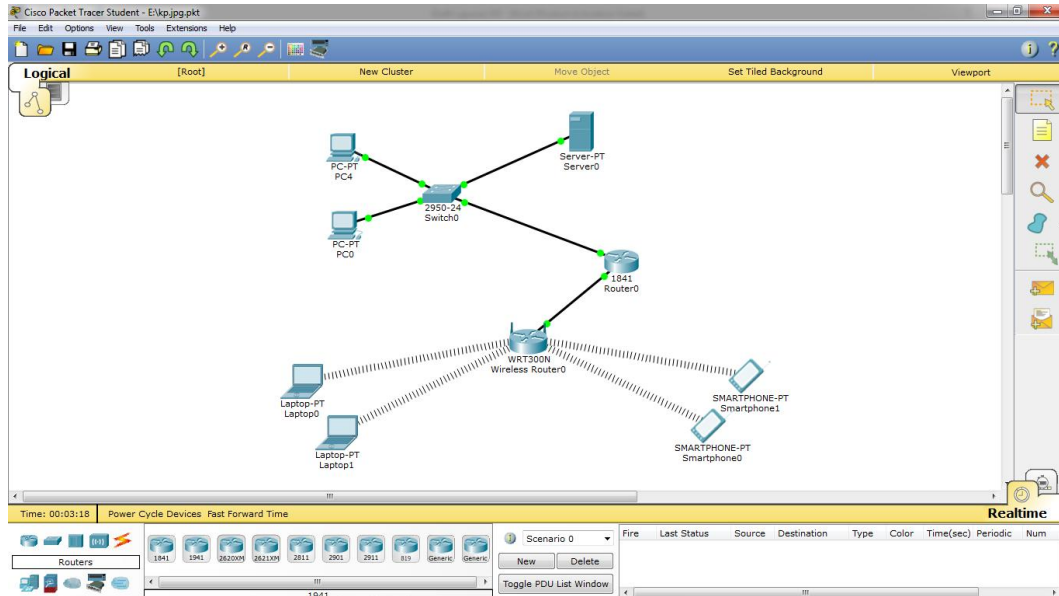 Cisco Packet Tracer Student - E:\kp.jpg.pkt
File Edit Options View Tools Extensions Help
Logical [Root] New Cluster Move Object Set Tiled Background Viewport
Server-PT
Server0
PC-PT
PC4
2950-24
Switch0
PC-PT
PC0
1841
Router0
WRT300N
Wireless Router0
Laptop-PT
Laptop0
SMARTPHONE-PT
Smartphone1
Laptop-PT
Laptop1
SMARTPHONE-PT
Smartphone0
Time: 00:03:18 Power Cycle Devices Fast Forward Time Realtime
Routers
1841 1941 2620XM 2621XM 2811 2901 2911 819 Generic Generic
1941
Scenario 0
New Delete
Toggle PDU List Window
Fire Last Status Source Destination Type Color Time(sec) Periodic Num